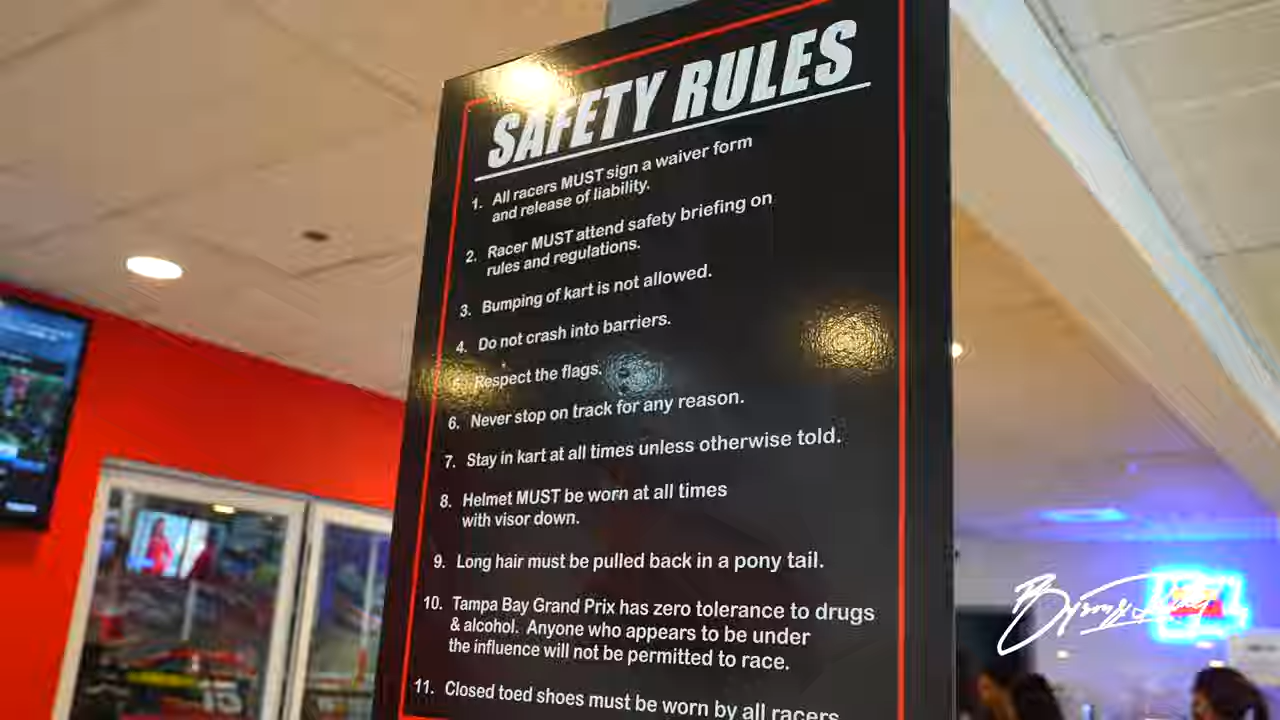 SAFETY RULES
1. All racers MUST sign a waiver form
and release of liability.
2. Racer MUST attend safety briefing on
rules and regulations.
3. Bumping of kart is not allowed.
4. Do not crash into barriers.
5. Respect the flags.
6. Never stop on track for any reason.
7. Stay in kart at all times unless otherwise told.
8. Helmet MUST be worn at all times
with visor down.
9. Long hair must be pulled back in a pony tail.
10. Tampa Bay Grand Prix has zero tolerance to drugs
& alcohol. Anyone who appears to be under
the influence will not be permitted to race.
11. Closed toed shoes must be worn by all racers